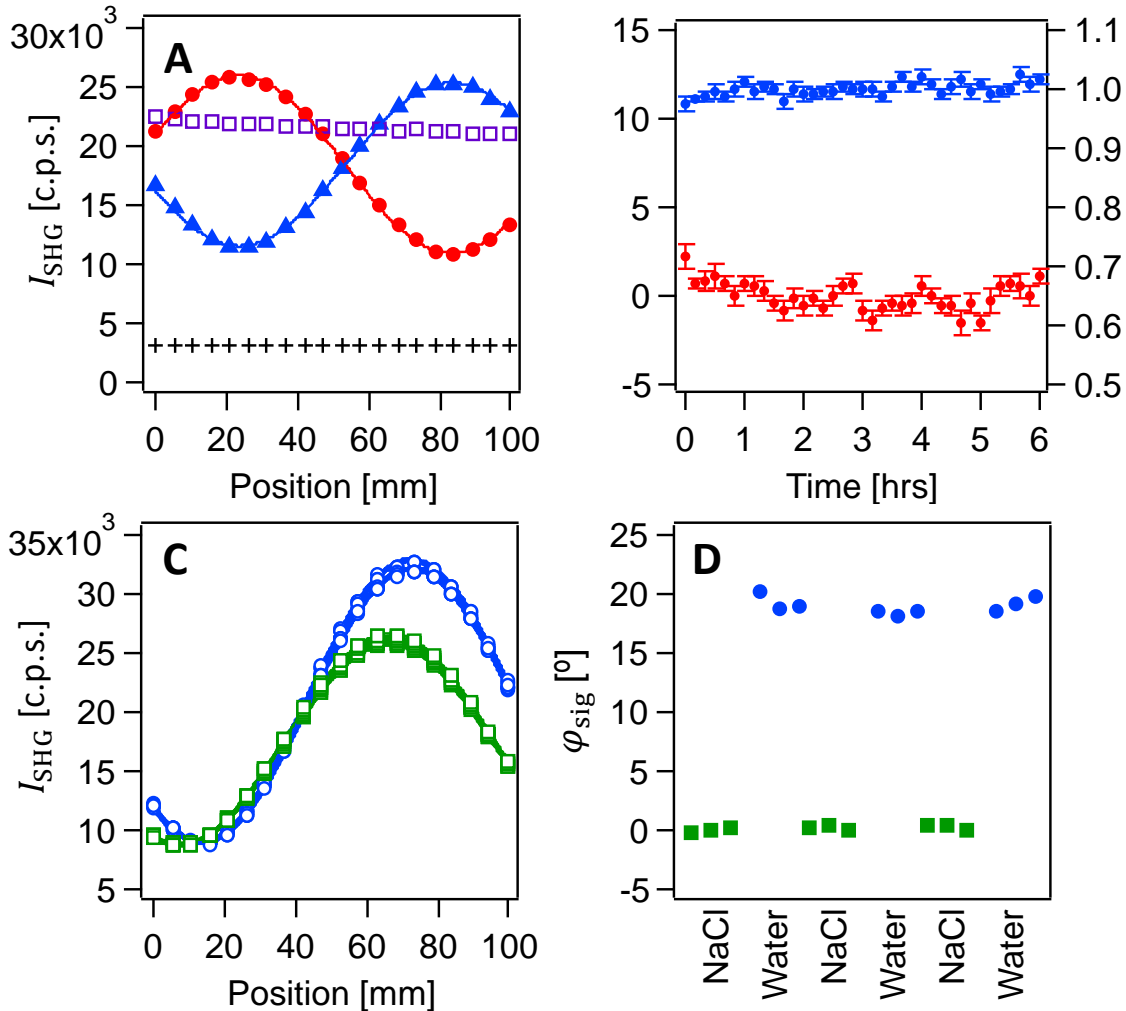 30x10³
A
25
20
15
10
5
0
I_SHG [c.p.s.]
0 20 40 60 80 100
Position [mm]
15
10
5
0
-5
1.1
1.0
0.9
0.8
0.7
0.6
0.5
0 1 2 3 4 5 6
Time [hrs]
35x10³
C
30
25
20
15
10
5
I_SHG [c.p.s.]
0 20 40 60 80 100
Position [mm]
25
D
20
15
10
5
0
-5
φ_sig [º]
NaCl
Water
NaCl
Water
NaCl
Water